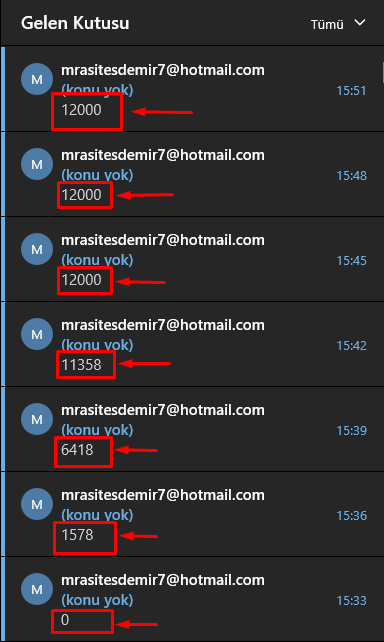 Gelen Kutusu
Tümü
M
mrasitesdemir7@hotmail.com
(konu yok)
15:51
12000
M
mrasitesdemir7@hotmail.com
(konu yok)
15:48
12000
M
mrasitesdemir7@hotmail.com
(konu yok)
15:45
12000
M
mrasitesdemir7@hotmail.com
(konu yok)
15:42
11358
M
mrasitesdemir7@hotmail.com
(konu yok)
15:39
6418
M
mrasitesdemir7@hotmail.com
(konu yok)
15:36
1578
M
mrasitesdemir7@hotmail.com
(konu yok)
15:33
0